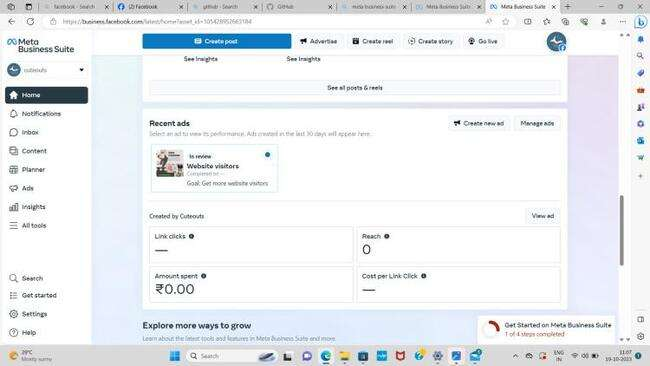 facebook - Search
(2) Facebook
github - Search
GitHub
meta business suite
Meta Business Suite
Meta Business Suite
https://business.facebook.com/latest/home?asset_id=101428952663184
Meta
Business Suite
Create post
Advertise
Create reel
Create story
Go live
cuteouts
Home
Notifications
Inbox
Content
Planner
Ads
Insights
All tools
Search
Get started
Settings
Help
See Insights
See Insights
See all posts & reels
Recent ads
Select an ad to view its performance. Ads created in the last 30 days will appear here.
Create new ad
Manage ads
In review
Website visitors
Completed on —
Goal: Get more website visitors
Created by Cuteouts
View ad
Link clicks
—
Reach
0
Amount spent
₹0.00
Cost per Link Click
—
Explore more ways to grow
Learn about the latest tools and features in Meta Business Suite and more.
Get Started on Meta Business Suite
1 of 4 steps completed
29°C
Mostly sunny
Search
ENG
IN
11:07
19-10-2023